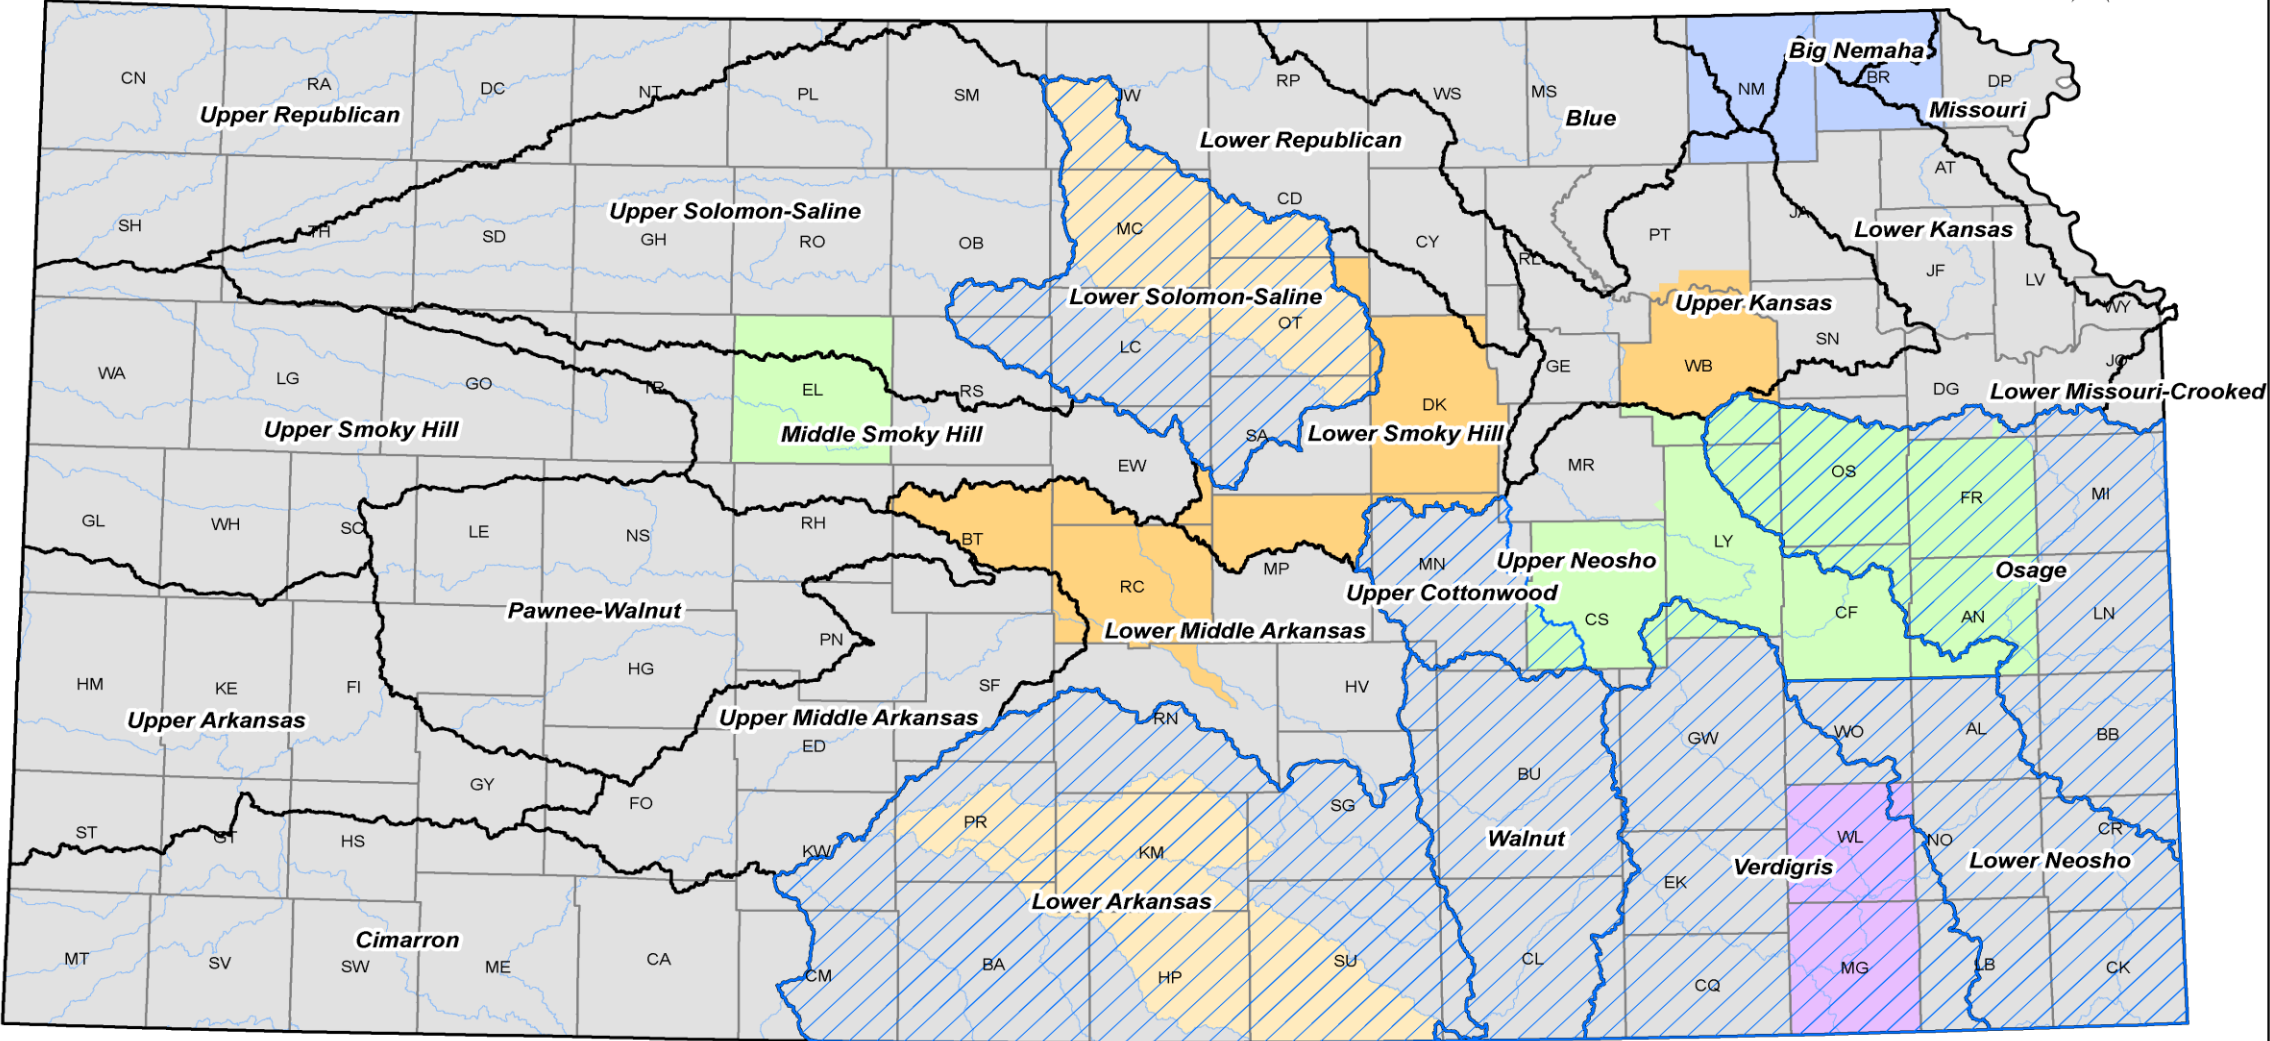 CN
RA
DC
NT
PL
SM
JW
RP
WS
MS
NM
Big Nemaha
BR
DP
Upper Republican
Lower Republican
Blue
Missouri
SH
TH
SD
Upper Solomon-Saline
GH
RO
OB
MC
CD
CY
RL
PT
JA
AT
Lower Kansas
JF
LV
WY
Lower Solomon-Saline
OT
Upper Kansas
WA
LG
GO
TR
EL
RS
LC
GE
WB
SN
JO
DG
Lower Missouri-Crooked
DK
Upper Smoky Hill
Middle Smoky Hill
SA
Lower Smoky Hill
EW
MR
OS
FR
MI
GL
WH
SC
LE
NS
RH
BT
RC
MP
MN
Upper Neosho
LY
Upper Cottonwood
Osage
Pawnee-Walnut
PN
Lower Middle Arkansas
CS
CF
AN
LN
HM
KE
FI
HG
SF
HV
Upper Arkansas
Upper Middle Arkansas
RN
ED
GW
WO
AL
BB
GY
FO
BU
SG
ST
GT
HS
KW
PR
KM
Walnut
WL
NO
CR
Verdigris
Lower Neosho
EK
Lower Arkansas
Cimarron
MT
SV
SW
ME
CA
CM
BA
HP
SU
CL
CQ
MG
LB
CK